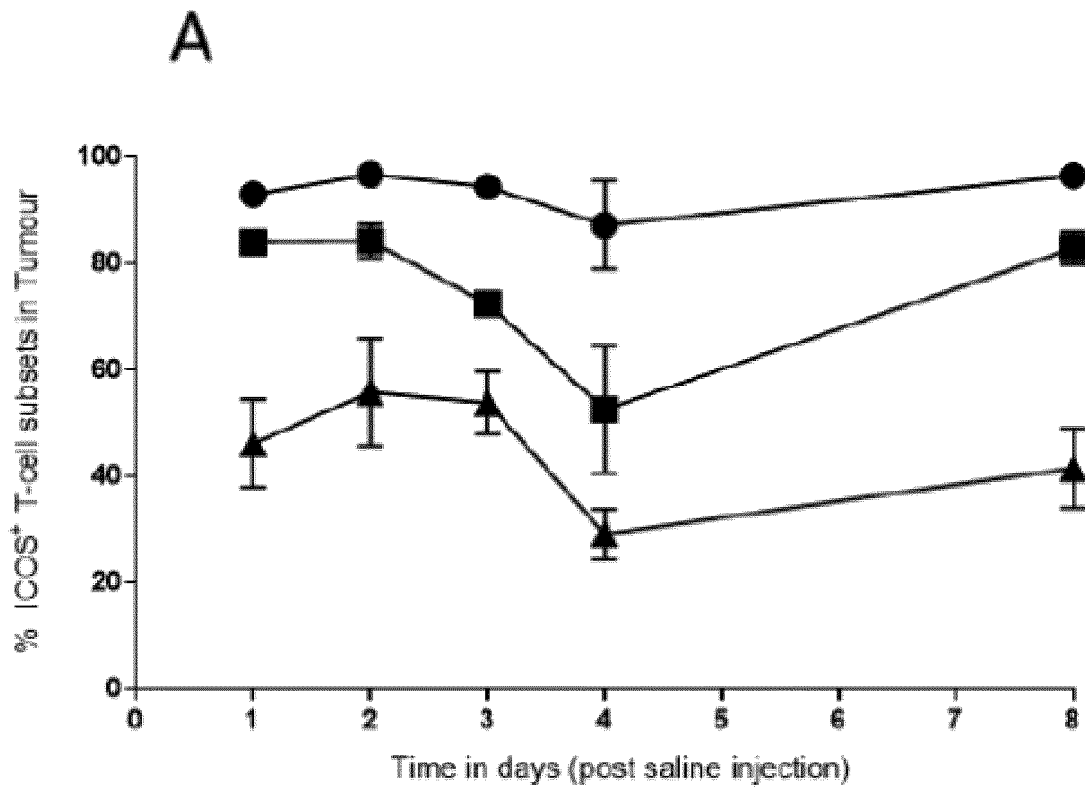 A
% ICOS⁺ T-cell subsets in Tumour
100
80
60
40
20
0
0 1 2 3 4 5 6 7 8
Time in days (post saline injection)